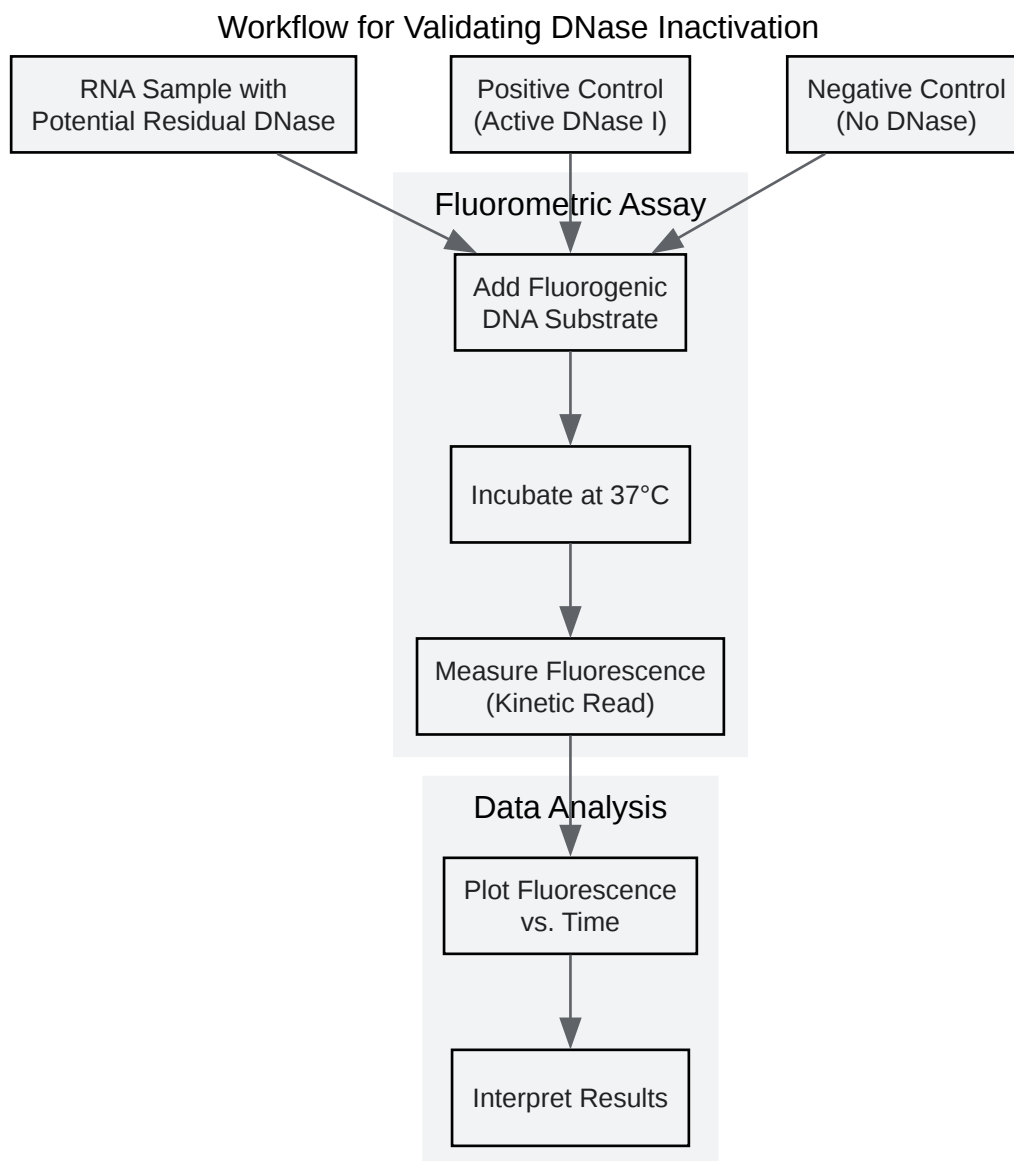 Workflow for Validating DNase Inactivation
RNA Sample with
Potential Residual DNase
Positive Control
(Active DNase I)
Negative Control
(No DNase)
Fluorometric Assay
Add Fluorogenic
DNA Substrate
Incubate at 37°C
Measure Fluorescence
(Kinetic Read)
Data Analysis
Plot Fluorescence
vs. Time
Interpret Results